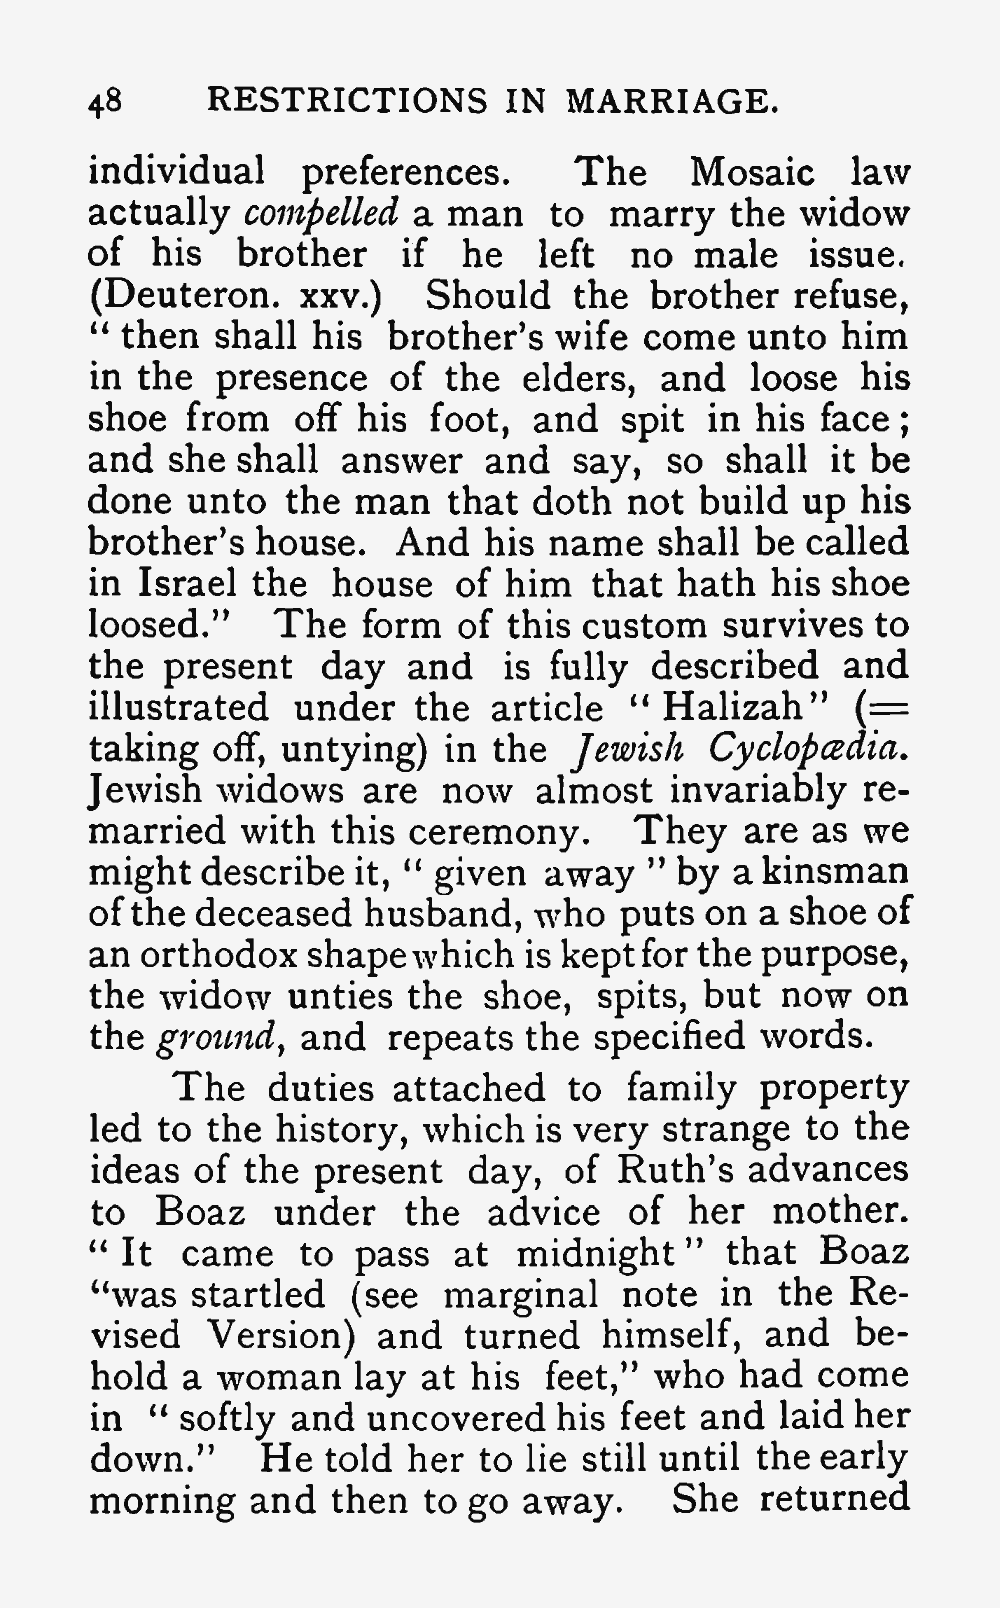 48 RESTRICTIONS IN MARRIAGE.
individual preferences. The Mosaic law
actually compelled a man to marry the widow
of his brother if he left no male issue.
(Deuteron. xxv.) Should the brother refuse,
“ then shall his brother’s wife come unto him
in the presence of the elders, and loose his
shoe from off his foot, and spit in his face ;
and she shall answer and say, so shall it be
done unto the man that doth not build up his
brother’s house. And his name shall be called
in Israel the house of him that hath his shoe
loosed.” The form of this custom survives to
the present day and is fully described and
illustrated under the article “ Halizah” (=
taking off, untying) in the Jewish Cyclopædia.
Jewish widows are now almost invariably re-
married with this ceremony. They are as we
might describe it, “ given away ” by a kinsman
of the deceased husband, who puts on a shoe of
an orthodox shape which is kept for the purpose,
the widow unties the shoe, spits, but now on
the ground, and repeats the specified words.
The duties attached to family property
led to the history, which is very strange to the
ideas of the present day, of Ruth’s advances
to Boaz under the advice of her mother.
“ It came to pass at midnight ” that Boaz
“was startled (see marginal note in the Re-
vised Version) and turned himself, and be-
hold a woman lay at his feet,” who had come
in “ softly and uncovered his feet and laid her
down.” He told her to lie still until the early
morning and then to go away. She returned